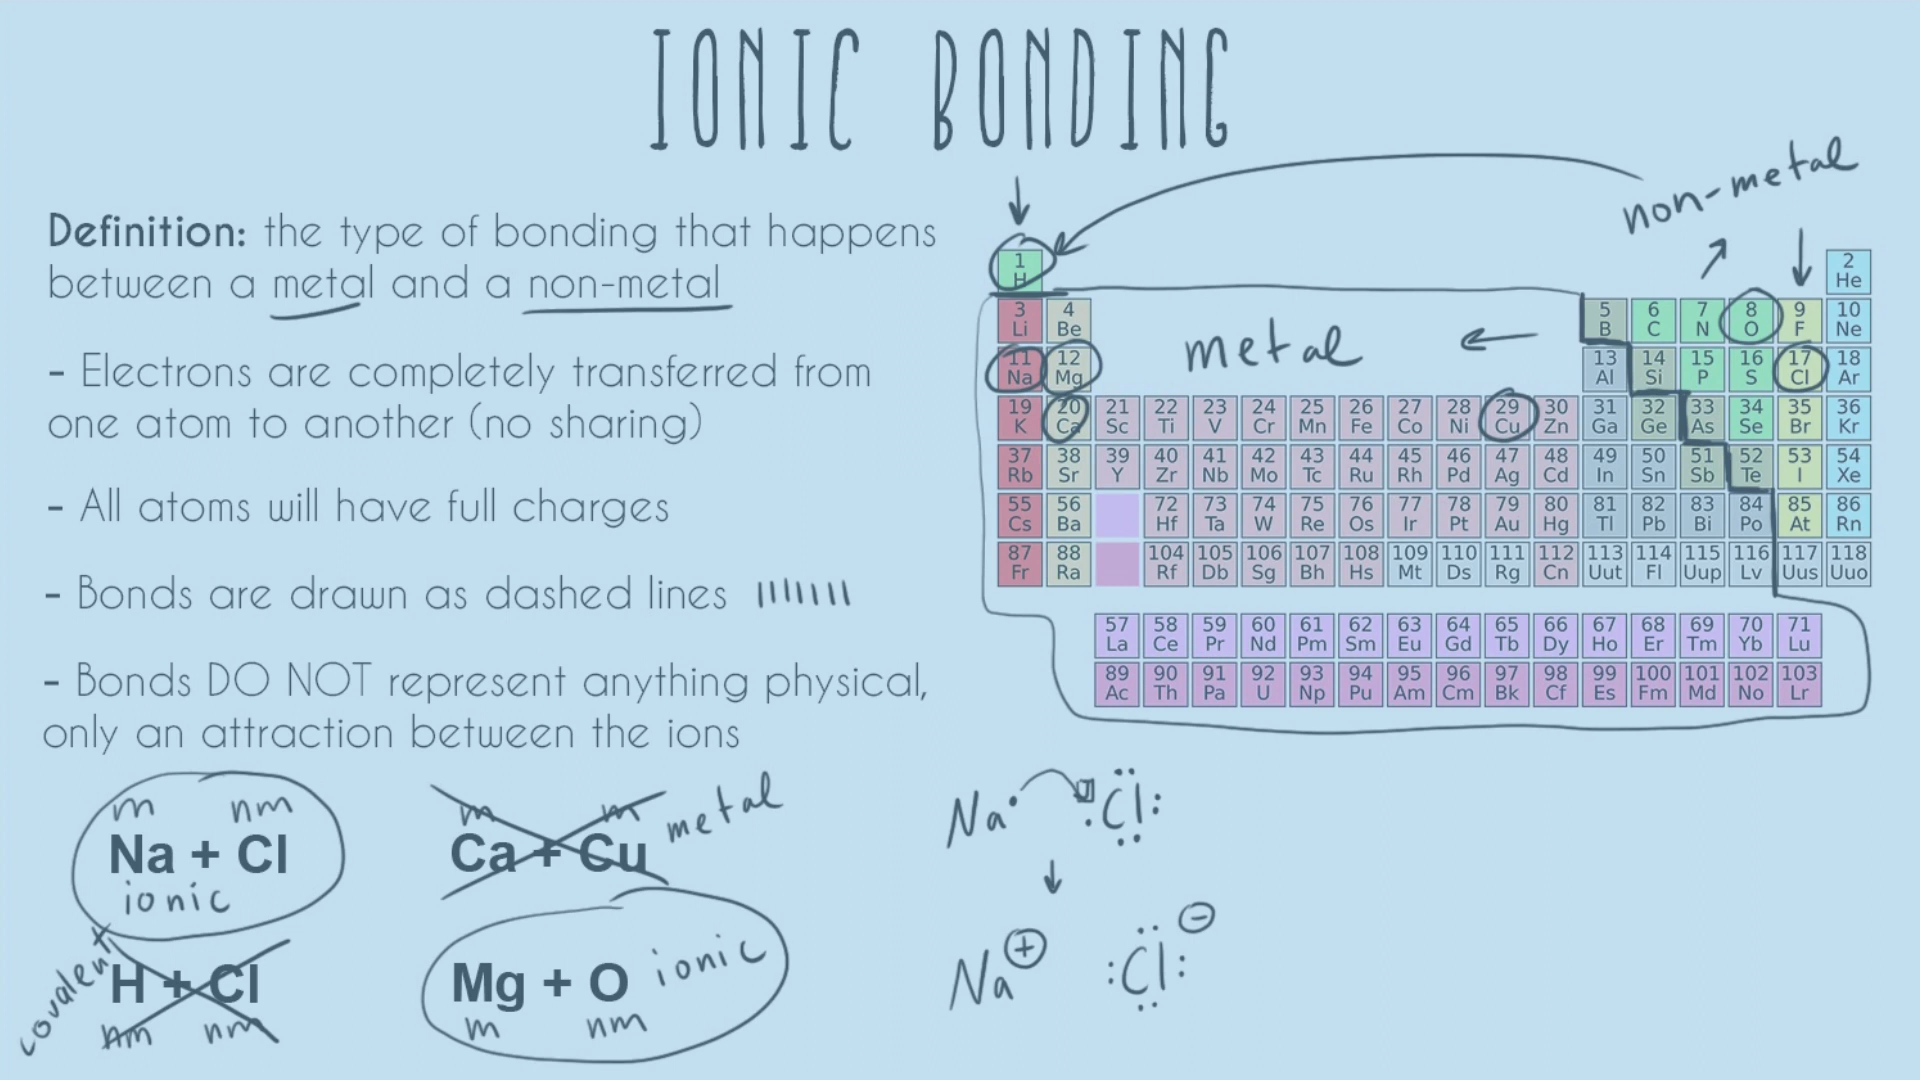 IONIC BONDING
Definition: the type of bonding that happens
between a metal and a non-metal
- Electrons are completely transferred from
one atom to another (no sharing)
- All atoms will have full charges
- Bonds are drawn as dashed lines
- Bonds DO NOT represent anything physical,
only an attraction between the ions
m nm
Na + Cl
ionic
m m metal
Ca + Cu
covalent
H + Cl
nm nm
Mg + O ionic
m nm
non-metal
metal
1 2
H He
3 4 5 6 7 8 9 10
Li Be B C N O F Ne
11 12 13 14 15 16 17 18
Na Mg Al Si P S Cl Ar
19 20 21 22 23 24 25 26 27 28 29 30 31 32 33 34 35 36
K Ca Sc Ti V Cr Mn Fe Co Ni Cu Zn Ga Ge As Se Br Kr
37 38 39 40 41 42 43 44 45 46 47 48 49 50 51 52 53 54
Rb Sr Y Zr Nb Mo Tc Ru Rh Pd Ag Cd In Sn Sb Te I Xe
55 56 72 73 74 75 76 77 78 79 80 81 82 83 84 85 86
Cs Ba Hf Ta W Re Os Ir Pt Au Hg Tl Pb Bi Po At Rn
87 88 104 105 106 107 108 109 110 111 112 113 114 115 116 117 118
Fr Ra Rf Db Sg Bh Hs Mt Ds Rg Cn Uut Fl Uup Lv Uus Uuo
57 58 59 60 61 62 63 64 65 66 67 68 69 70 71
La Ce Pr Nd Pm Sm Eu Gd Tb Dy Ho Er Tm Yb Lu
89 90 91 92 93 94 95 96 97 98 99 100 101 102 103
Ac Th Pa U Np Pu Am Cm Bk Cf Es Fm Md No Lr
Na Cl
Na + Cl -